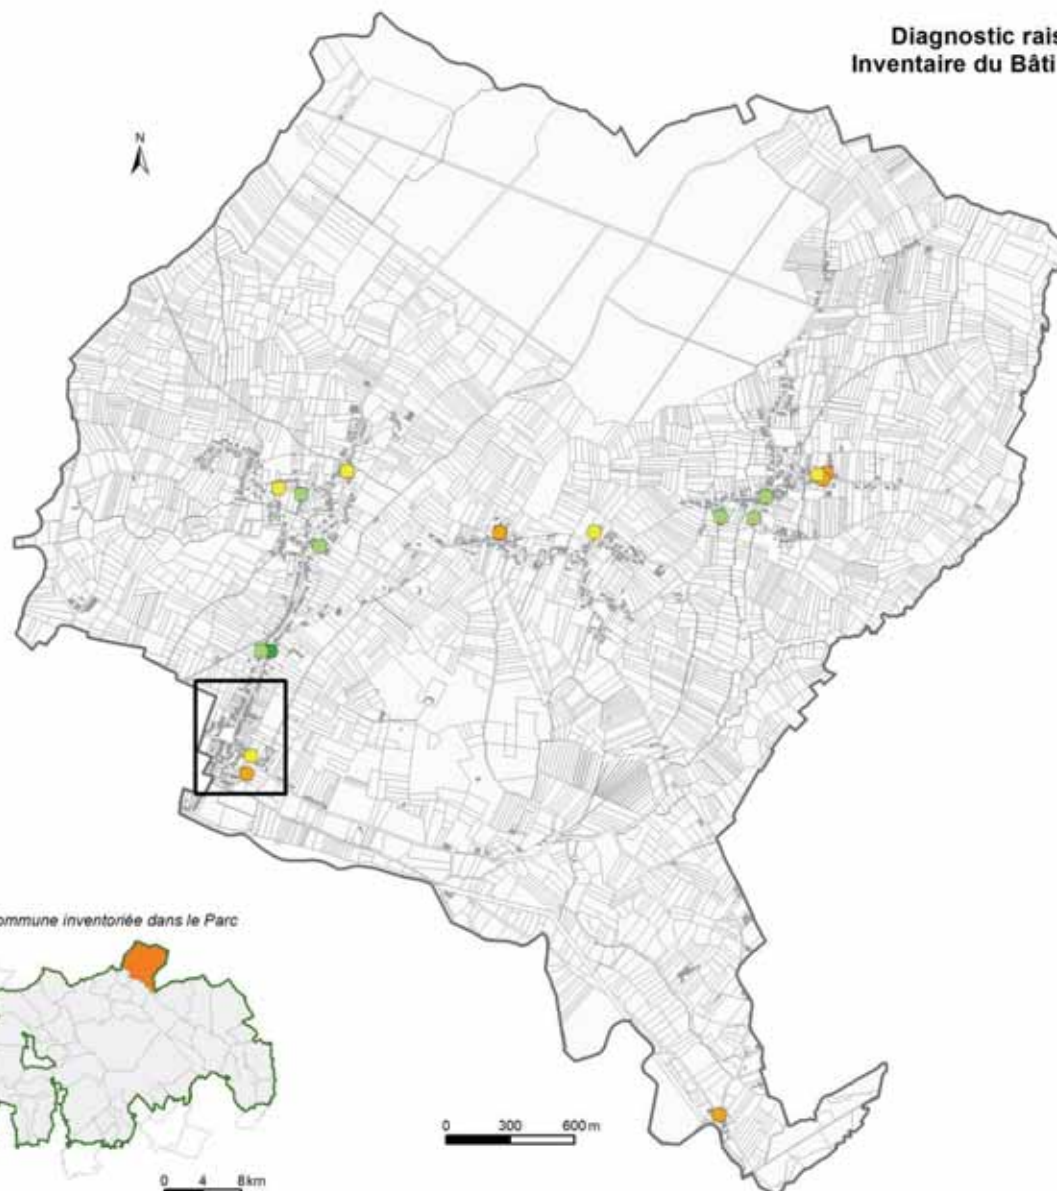 Diagnostic rais
Inventaire du Bâti
N
ommune inventoriée dans le Parc
0 300 600 m
0 4 8 km